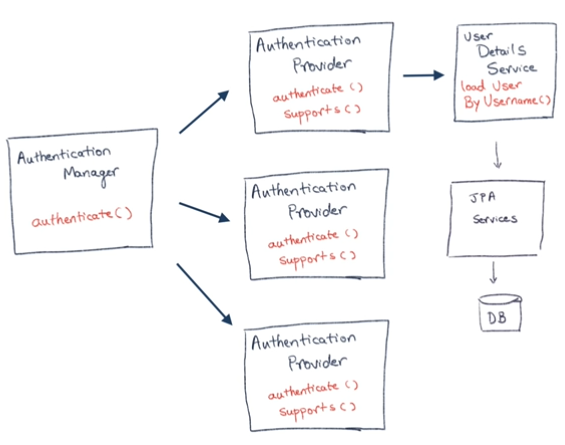 Authentication
Manager
authenticate()
Authentication
Provider
authenticate ()
supports()
Authentication
Provider
authenticate ()
supports()
Authentication
Provider
authenticate ()
supports()
User
Details
Service
load User
By Username()
JPA
Services
DB